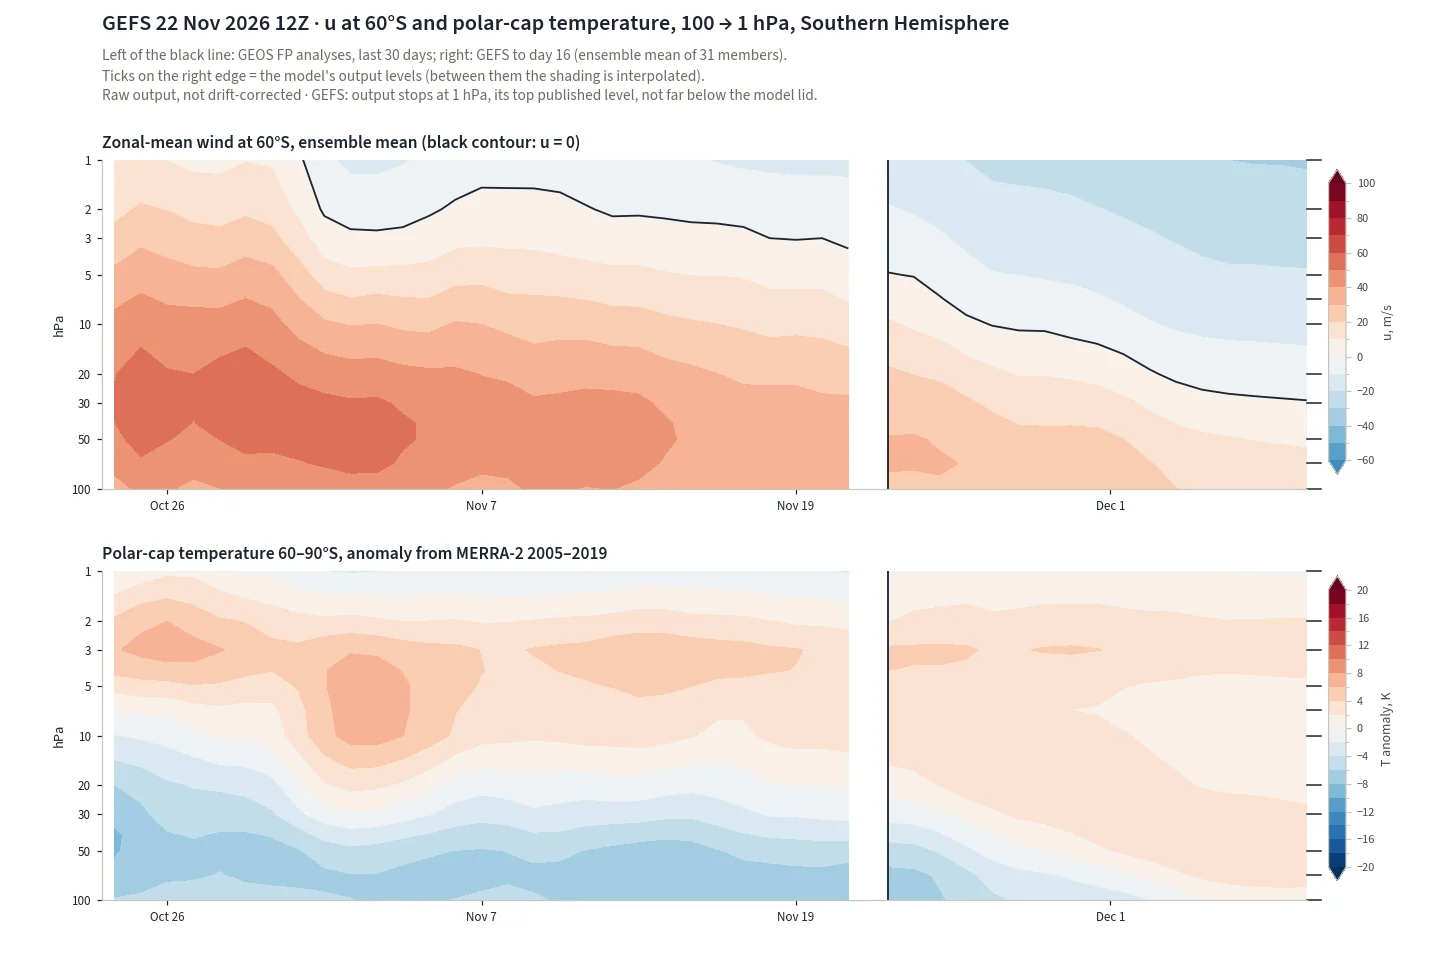 GEFS 22 Nov 2026 12Z · u at 60°S and polar-cap temperature, 100 → 1 hPa, Southern Hemisphere
Left of the black line: GEOS FP analyses, last 30 days; right: GEFS to day 16 (ensemble mean of 31 members).
Ticks on the right edge = the model's output levels (between them the shading is interpolated).
Raw output, not drift-corrected · GEFS: output stops at 1 hPa, its top published level, not far below the model lid.
Zonal-mean wind at 60°S, ensemble mean (black contour: u = 0)
1
2
3
5
10
20
30
50
100
hPa
Oct 26
Nov 7
Nov 19
Dec 1
100
80
60
40
20
0
−20
−40
−60
u, m/s
Polar-cap temperature 60–90°S, anomaly from MERRA-2 2005–2019
1
2
3
5
10
20
30
50
100
hPa
Oct 26
Nov 7
Nov 19
Dec 1
20
16
12
8
4
0
−4
−8
−12
−16
−20
T anomaly, K